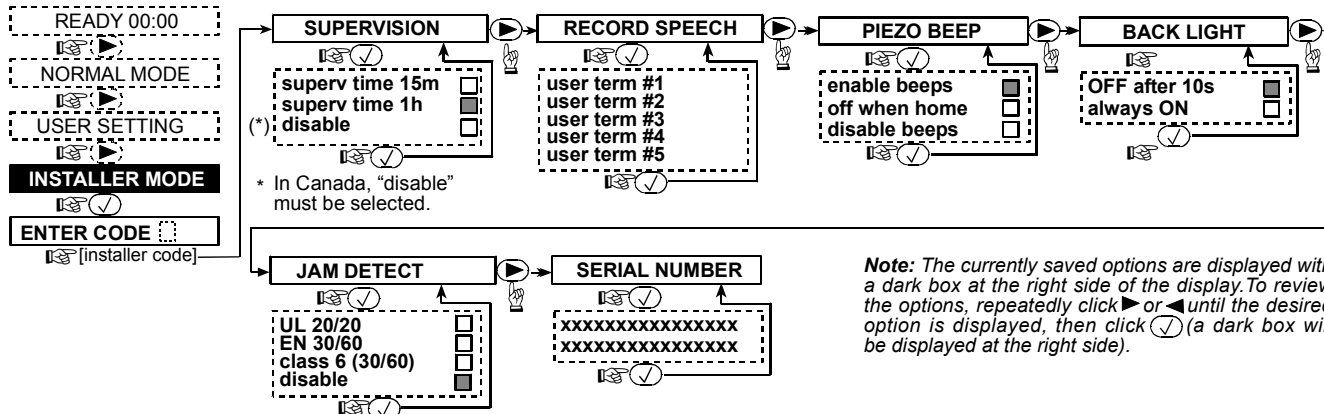 READY 00:00
NORMAL MODE
USER SETTING
INSTALLER MODE
ENTER CODE
[installer code]
SUPERVISION
superv time 15m
superv time 1h
(*) disable
* In Canada, “disable”
must be selected.
RECORD SPEECH
user term #1
user term #2
user term #3
user term #4
user term #5
PIEZO BEEP
enable beeps
off when home
disable beeps
BACK LIGHT
OFF after 10s
always ON
JAM DETECT
UL 20/20
EN 30/60
class 6 (30/60)
disable
SERIAL NUMBER
xxxxxxxxxxxxxxxx
xxxxxxxxxxxxxxxx
Note: The currently saved options are displayed with
a dark box at the right side of the display.To review
the options, repeatedly click ▶ or ◀ until the desired
option is displayed, then click ✓ (a dark box wi
be displayed at the right side).